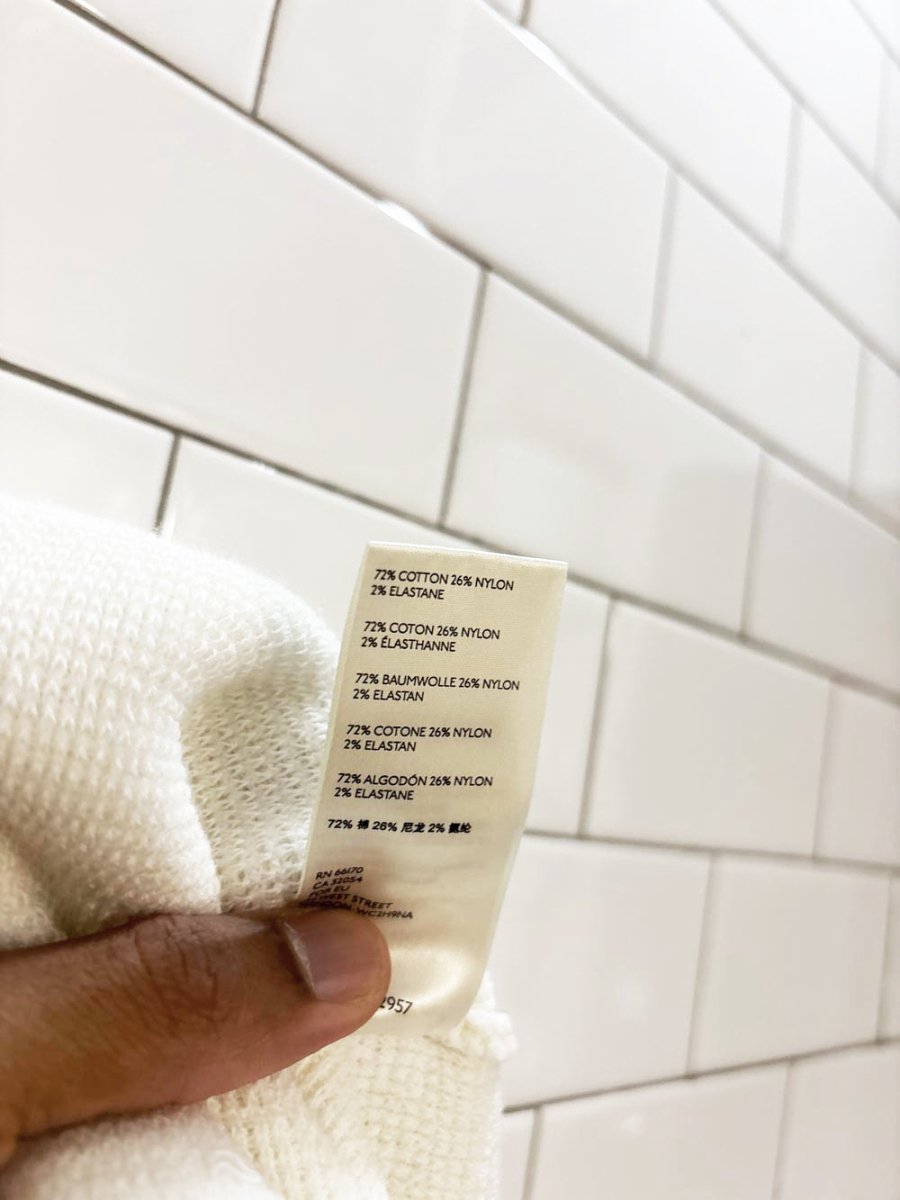 72% COTTON 26% NYLON
2% ELASTANE
72% COTON 26% NYLON
2% ÉLASTHANNE
72% BAUMWOLLE 26% NYLON
2% ELASTAN
72% COTONE 26% NYLON
2% ELASTAN
72% ALGODÓN 26% NYLON
2% ELASTANE
72% 棉 26% 尼龙 2% 氨纶
RN 66170
CA 32054
FOR EU
WEST STREET
WC2H9NA
2957